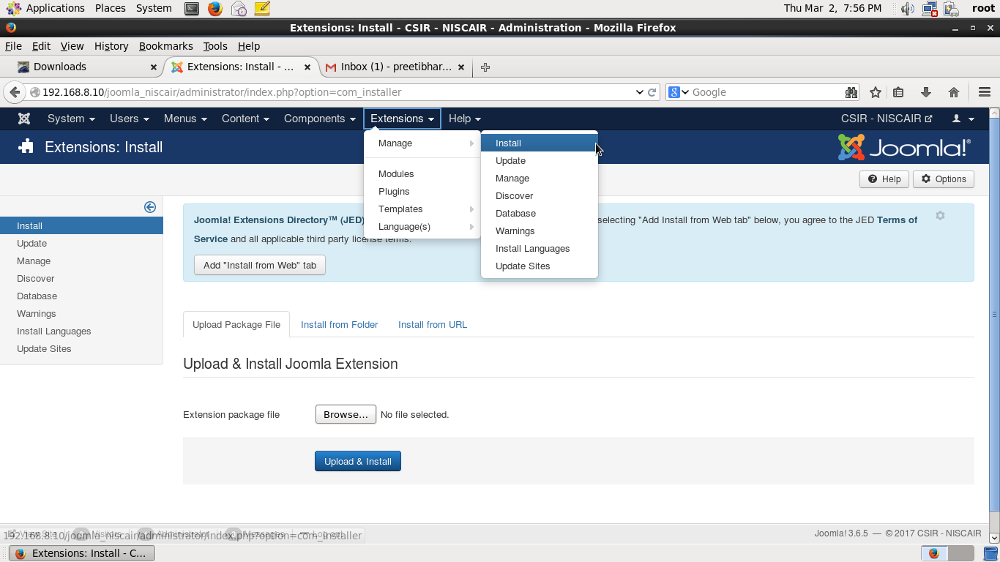 Applications Places System Thu Mar 2, 7:56 PM root
Extensions: Install - CSIR - NISCAIR - Administration - Mozilla Firefox
File Edit View History Bookmarks Tools Help
Downloads Extensions: Install - ... Inbox (1) - preetibhar...
192.168.8.10/joomla_niscair/administrator/index.php?option=com_installer Google
System Users Menus Content Components Extensions Help CSIR - NISCAIR
Extensions: Install Joomla!®
Manage
Modules
Plugins
Templates
Language(s)
Install
Update
Manage
Discover
Database
Warnings
Install Languages
Update Sites
Help Options
Install
Update
Manage
Discover
Database
Warnings
Install Languages
Update Sites
Joomla! Extensions Directory™ (JED) selecting "Add Install from Web tab" below, you agree to the JED Terms of
Service and all applicable third party license terms.
Add "Install from Web" tab
Upload Package File Install from Folder Install from URL
Upload & Install Joomla Extension
Extension package file Browse... No file selected.
Upload & Install
192.168.8.10/joomla_niscair/administrator/index.php?option=com_installer
Joomla! 3.6.5 — © 2017 CSIR - NISCAIR
Extensions: Install - C...